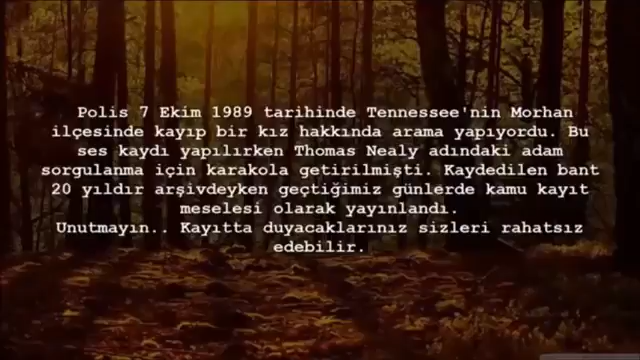 Polis 7 Ekim 1989 tarihinde Tennessee'nin Morhan
ilçesinde kayıp bir kız hakkında arama yapıyordu. Bu
ses kaydı yapılırken Thomas Nealy adındaki adam
sorgulanma için karakola getirilmişti. Kaydedilen bant
20 yıldır arşivdeyken geçtiğimiz günlerde kamu kayıt
meselesi olarak yayınlandı.
Unutmayın.. Kayıtta duyacaklarınız sizleri rahatsız
edebilir.